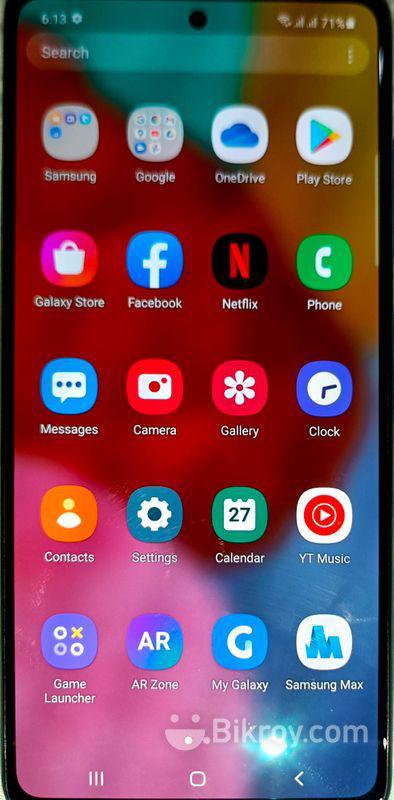 6:13
71%
Search
Samsung
Google
OneDrive
Play Store
Galaxy Store
Facebook
Netflix
Phone
Messages
Camera
Gallery
Clock
Contacts
Settings
27
Calendar
YT Music
Game
Launcher
AR
AR Zone
My Galaxy
Samsung Max
Bikroy.com